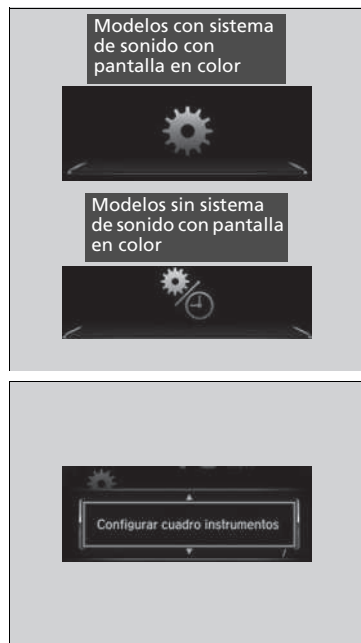 Modelos con sistema
de sonido con
pantalla en color
Modelos sin sistema
de sonido con pantalla
en color
Configurar cuadro instrumentos